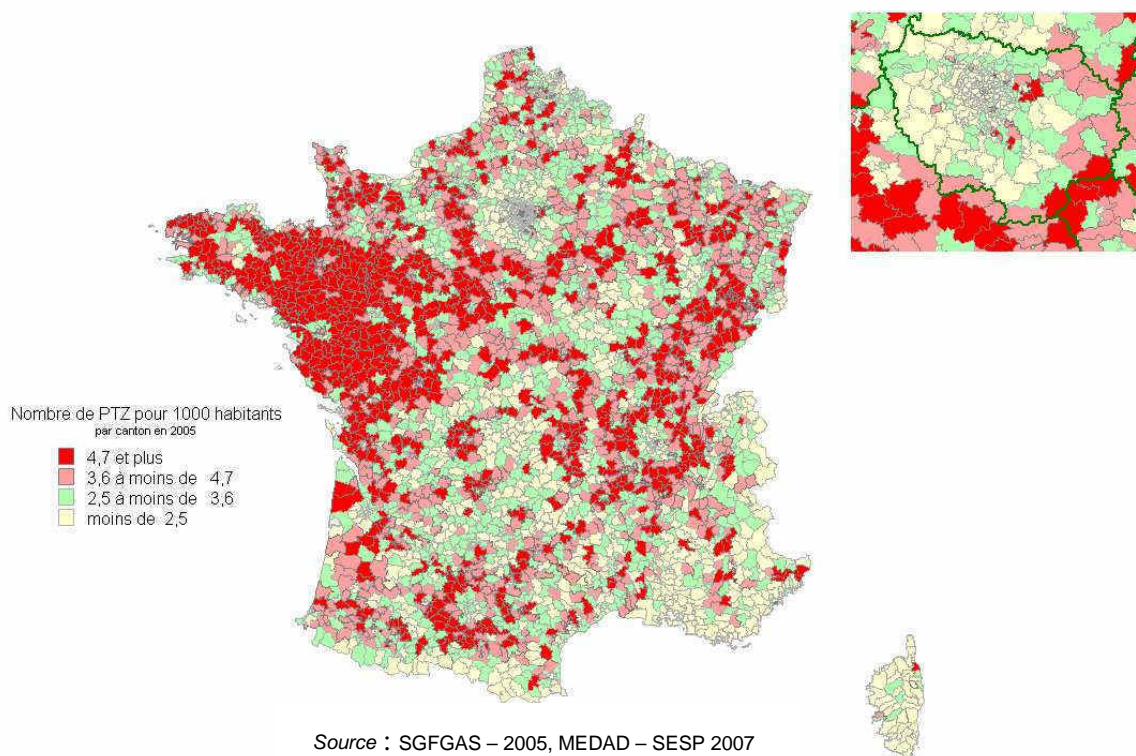 Nombre de PTZ pour 1000 habitants
par canton en 2005
4,7 et plus
3,6 à moins de 4,7
2,5 à moins de 3,6
moins de 2,5
Source : SGFGAS – 2005, MEDAD – SESP 2007